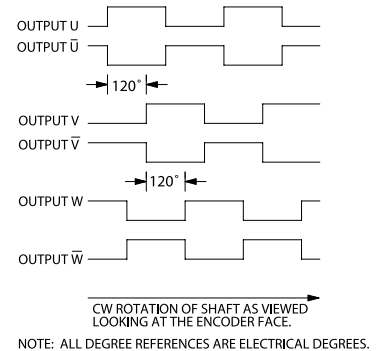 OUTPUT U
OUTPUT U̅
120°
OUTPUT V
OUTPUT V̅
120°
OUTPUT W
OUTPUT W̅
CW ROTATION OF SHAFT AS VIEWED
LOOKING AT THE ENCODER FACE.
NOTE: ALL DEGREE REFERENCES ARE ELECTRICAL DEGREES.